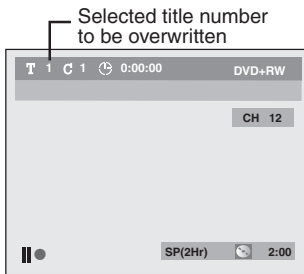 Selected title number
to be overwritten
T 1 C 1 0:00:00 DVD+RW
CH 12
SP(2Hr) 2:00